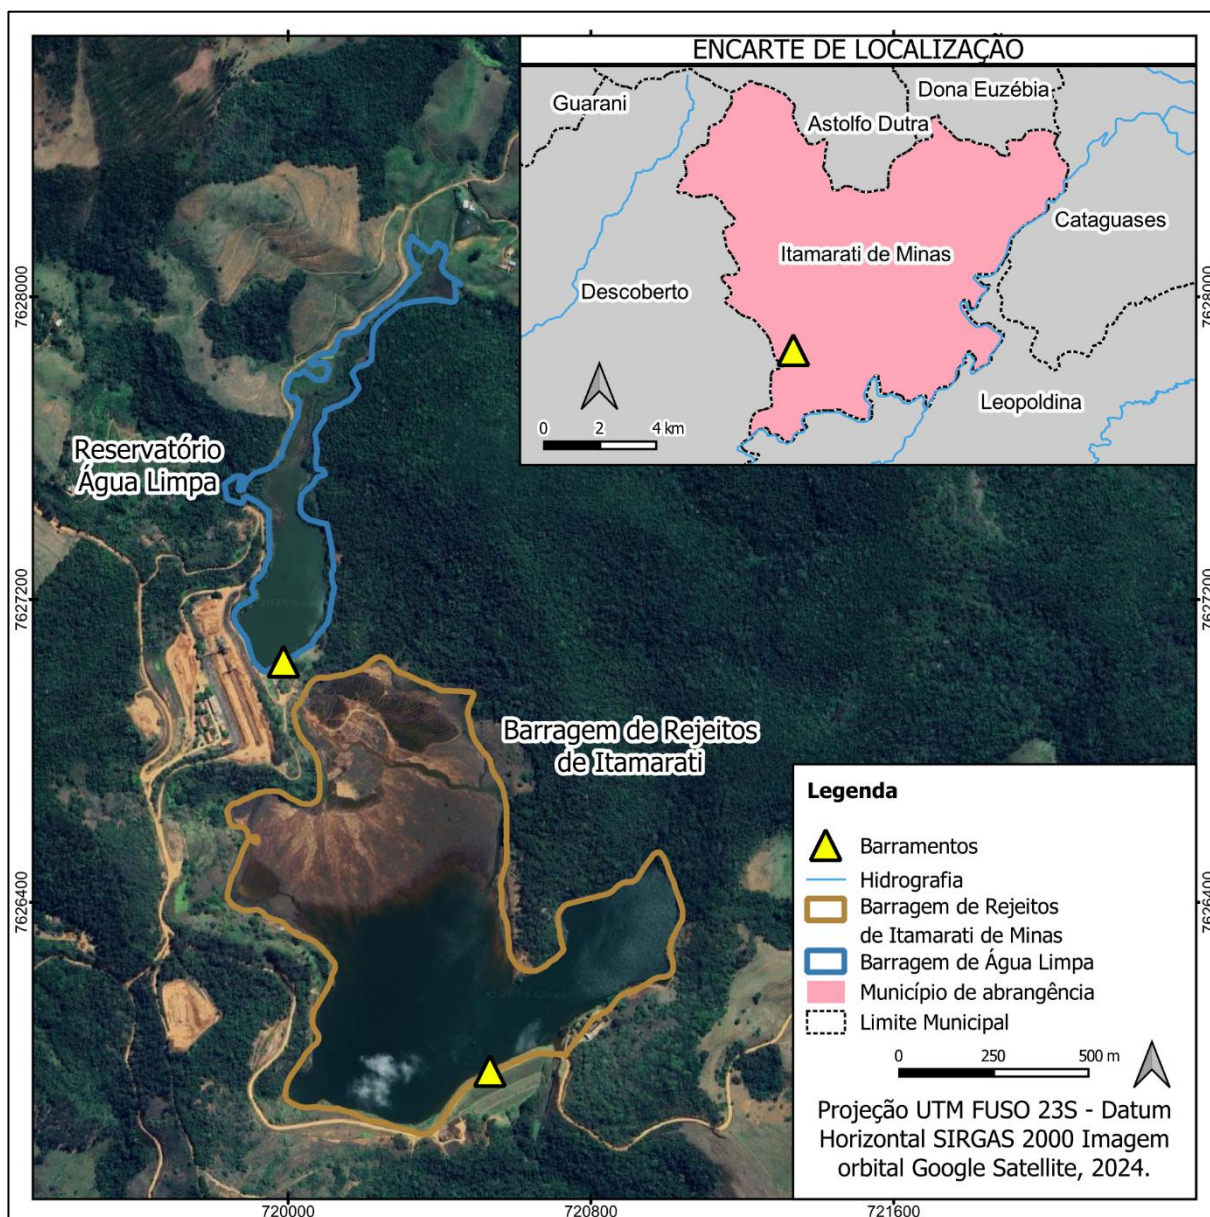 ENCARTE DE LOCALIZAÇÃO
Guarani
Dona Euzébia
Astolfo Dutra
Cataguases
Itamarati de Minas
Descoberto
Leopoldina
0 2 4 km
7628000
7628000
Reservatório
Água Limpa
7627200
7627200
Barragem de Rejeitos
de Itamarati
7626400
7626400
Legenda
Barramentos
Hidrografia
Barragem de Rejeitos
de Itamarati de Minas
Barragem de Água Limpa
Município de abrangência
Limite Municipal
0 250 500 m
Projeção UTM FUSO 23S - Datum
Horizontal SIRGAS 2000 Imagem
orbital Google Satellite, 2024.
720000
720800
721600